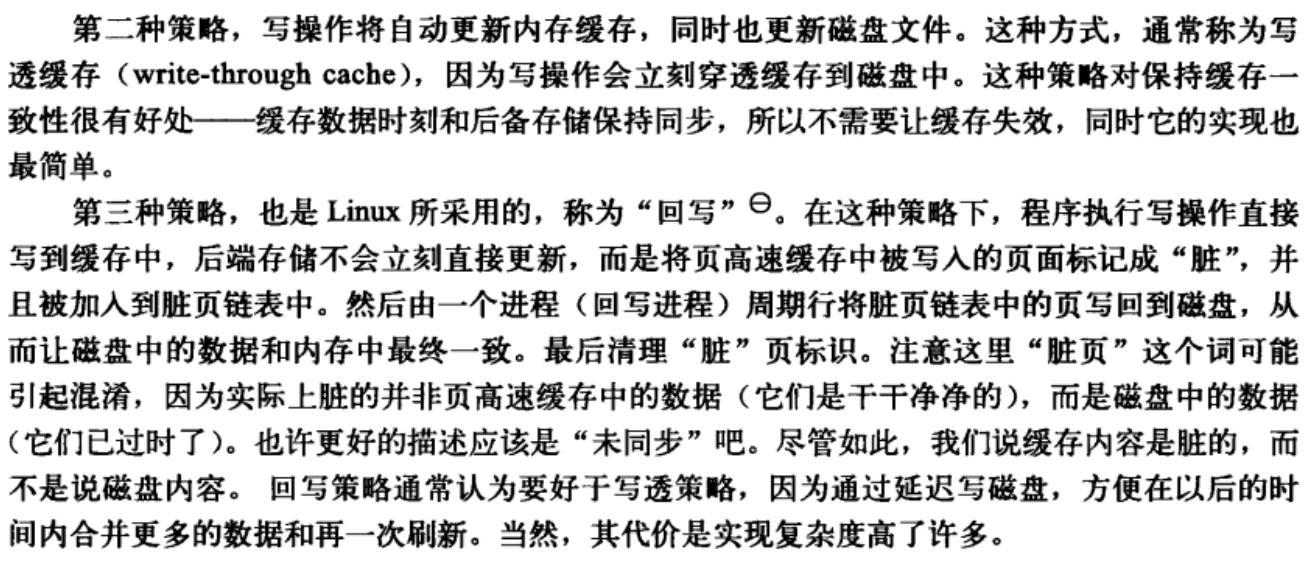 第二种策略，写操作将自动更新内存缓存，同时也更新磁盘文件。这种方式，通常称为写
透缓存（write-through cache），因为写操作会立刻穿透缓存到磁盘中。这种策略对保持缓存一
致性很有好处——缓存数据时刻和后备存储保持同步，所以不需要让缓存失效，同时它的实现也
最简单。
第三种策略，也是 Linux 所采用的，称为“回写”㊀。在这种策略下，程序执行写操作直接
写到缓存中，后端存储不会立刻直接更新，而是将页高速缓存中被写入的页面标记成“脏”，并
且被加入到脏页链表中。然后由一个进程（回写进程）周期行将脏页链表中的页写回到磁盘，从
而让磁盘中的数据和内存中最终一致。最后清理“脏”页标识。注意这里“脏页”这个词可能
引起混淆，因为实际上脏的并非页高速缓存中的数据（它们是干干净净的），而是磁盘中的数据
（它们已过时了）。也许更好的描述应该是“未同步”吧。尽管如此，我们说缓存内容是脏的，而
不是说磁盘内容。 回写策略通常认为要好于写透策略，因为通过延迟写磁盘，方便在以后的时
间内合并更多的数据和再一次刷新。当然，其代价是实现复杂度高了许多。